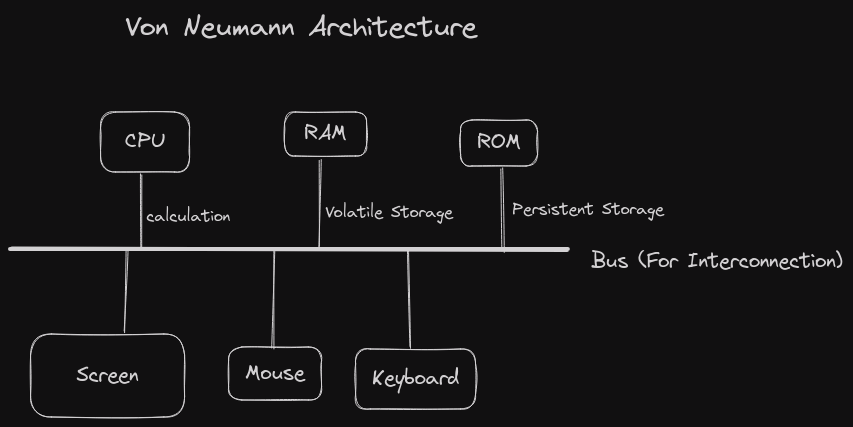 Von Neumann Architecture
CPU
RAM
ROM
calculation
Volatile Storage
Persistent Storage
Bus (For Interconnection)
Screen
Mouse
Keyboard